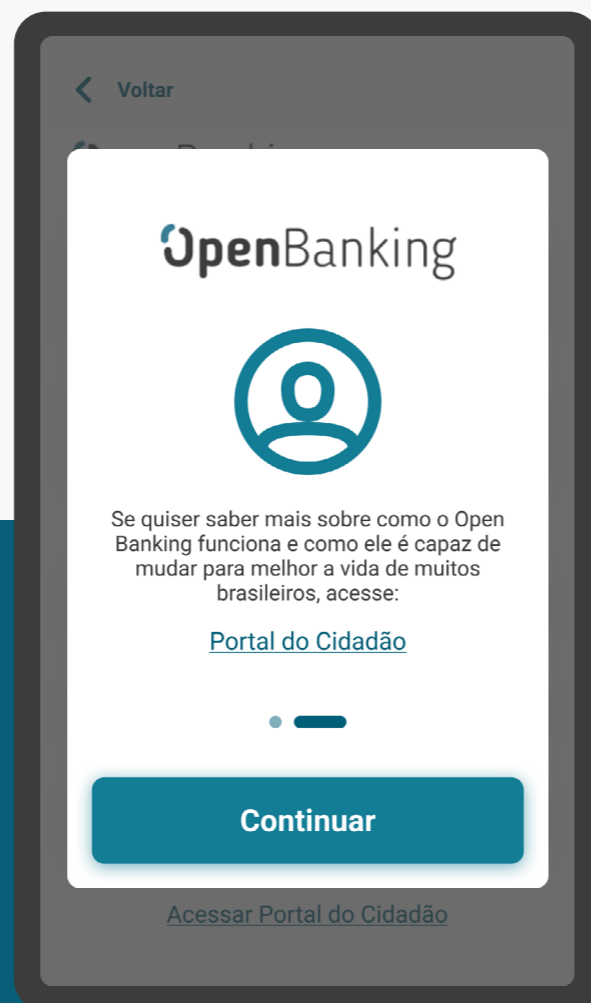 Voltar
OpenBanking
Se quiser saber mais sobre como o Open
Banking funciona e como ele é capaz de
mudar para melhor a vida de muitos
brasileiros, acesse:
Portal do Cidadão
Continuar
Acessar Portal do Cidadão